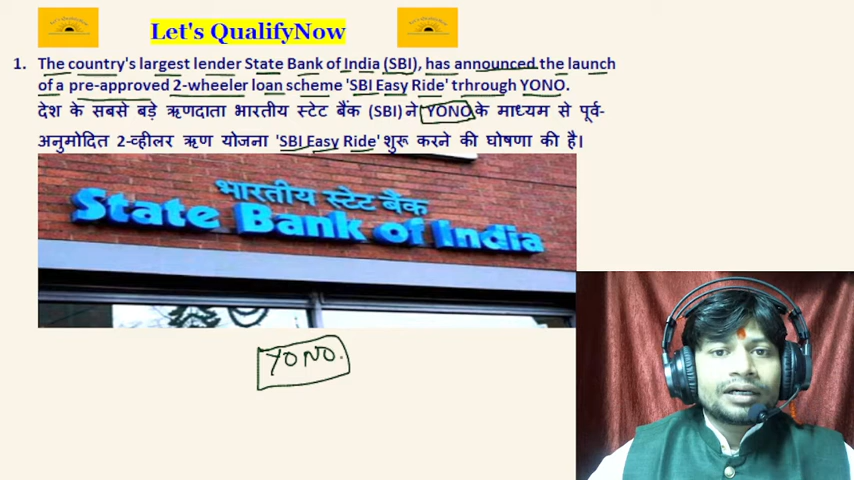 Let's QualifyNow
1. The country's largest lender State Bank of India (SBI), has announced the launch
of a pre-approved 2-wheeler loan scheme 'SBI Easy Ride' trhrough YONO.
देश के सबसे बड़े ऋणदाता भारतीय स्टेट बैंक (SBI) ने YONO के माध्यम से पूर्व-
अनुमोदित 2-व्हीलर ऋण योजना 'SBI Easy Ride' शुरू करने की घोषणा की है।
भारतीय स्टेट बैंक
State Bank of India
YONO.